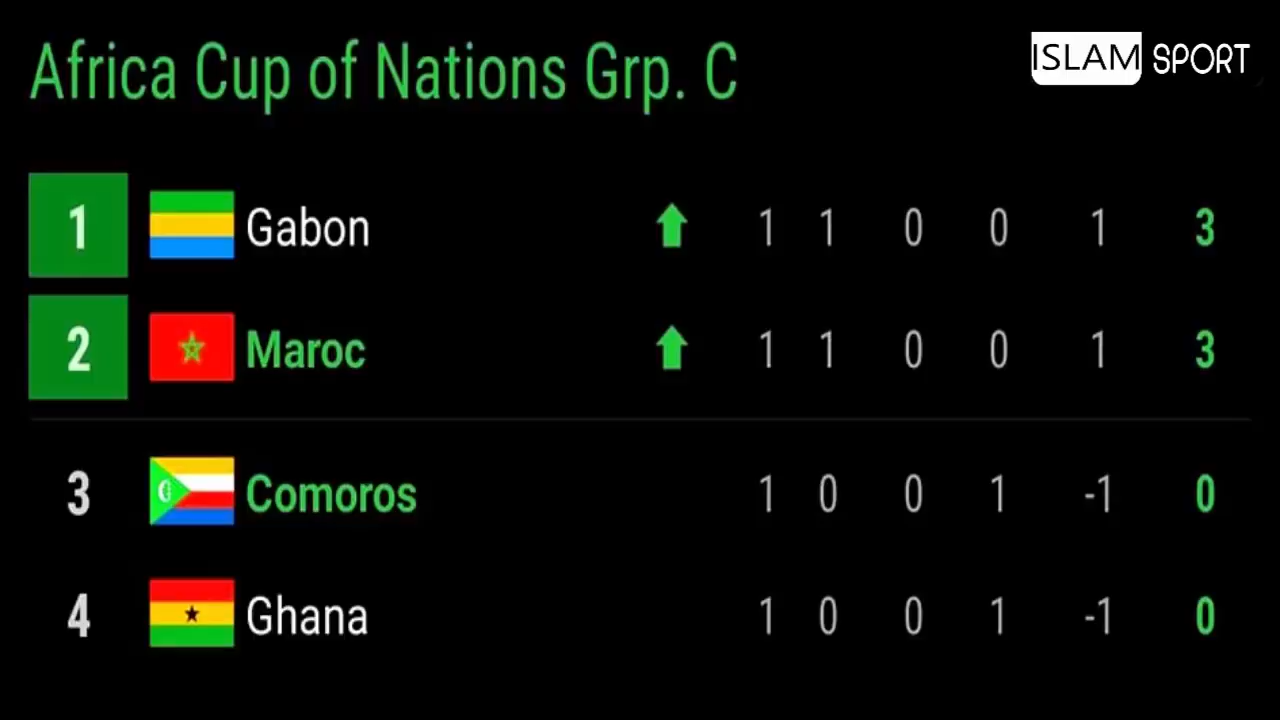 Africa Cup of Nations Grp. C
ISLAM SPORT
1 Gabon 1 1 0 0 1 3
2 Maroc 1 1 0 0 1 3
3 Comoros 1 0 0 1 -1 0
4 Ghana 1 0 0 1 -1 0